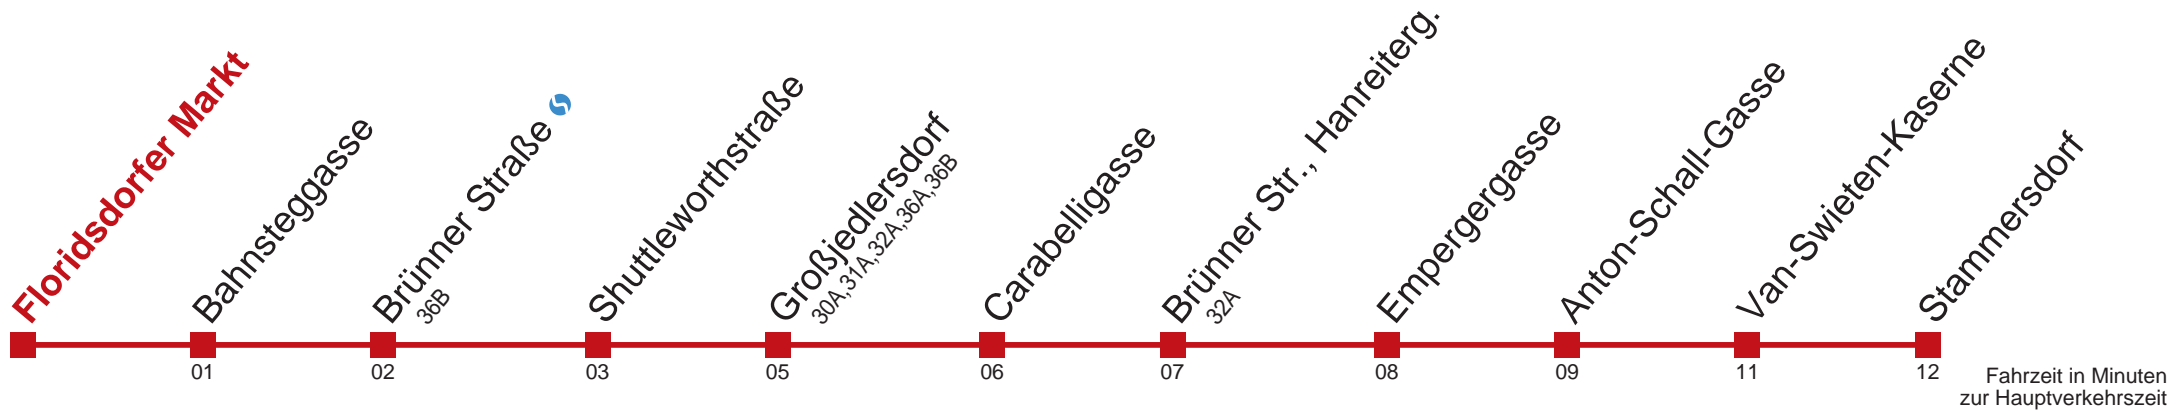 Floridsdorfer Markt
Bahnsteggasse
Brünner Straße
36B
Shuttleworthstraße
Großjedlersdorf
30A,31A,32A,36A,36B
Carabelligasse
Brünner Str., Hanreiterg.
32A
Empergergasse
Anton-Schall-Gasse
Van-Swieten-Kaserne
Stammersdorf
01 02 03 05 06 07 08 09 11 12
Fahrzeit in Minuten
zur Hauptverkehrszeit